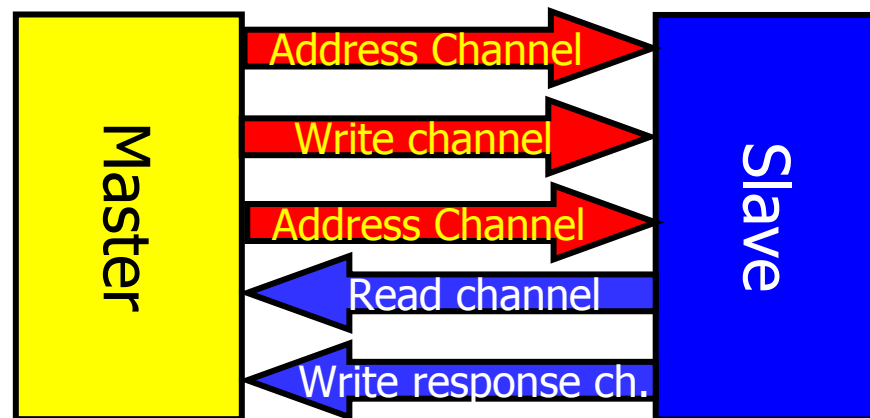 Master
Address Channel
Write channel
Address Channel
Read channel
Write response ch.
Slave